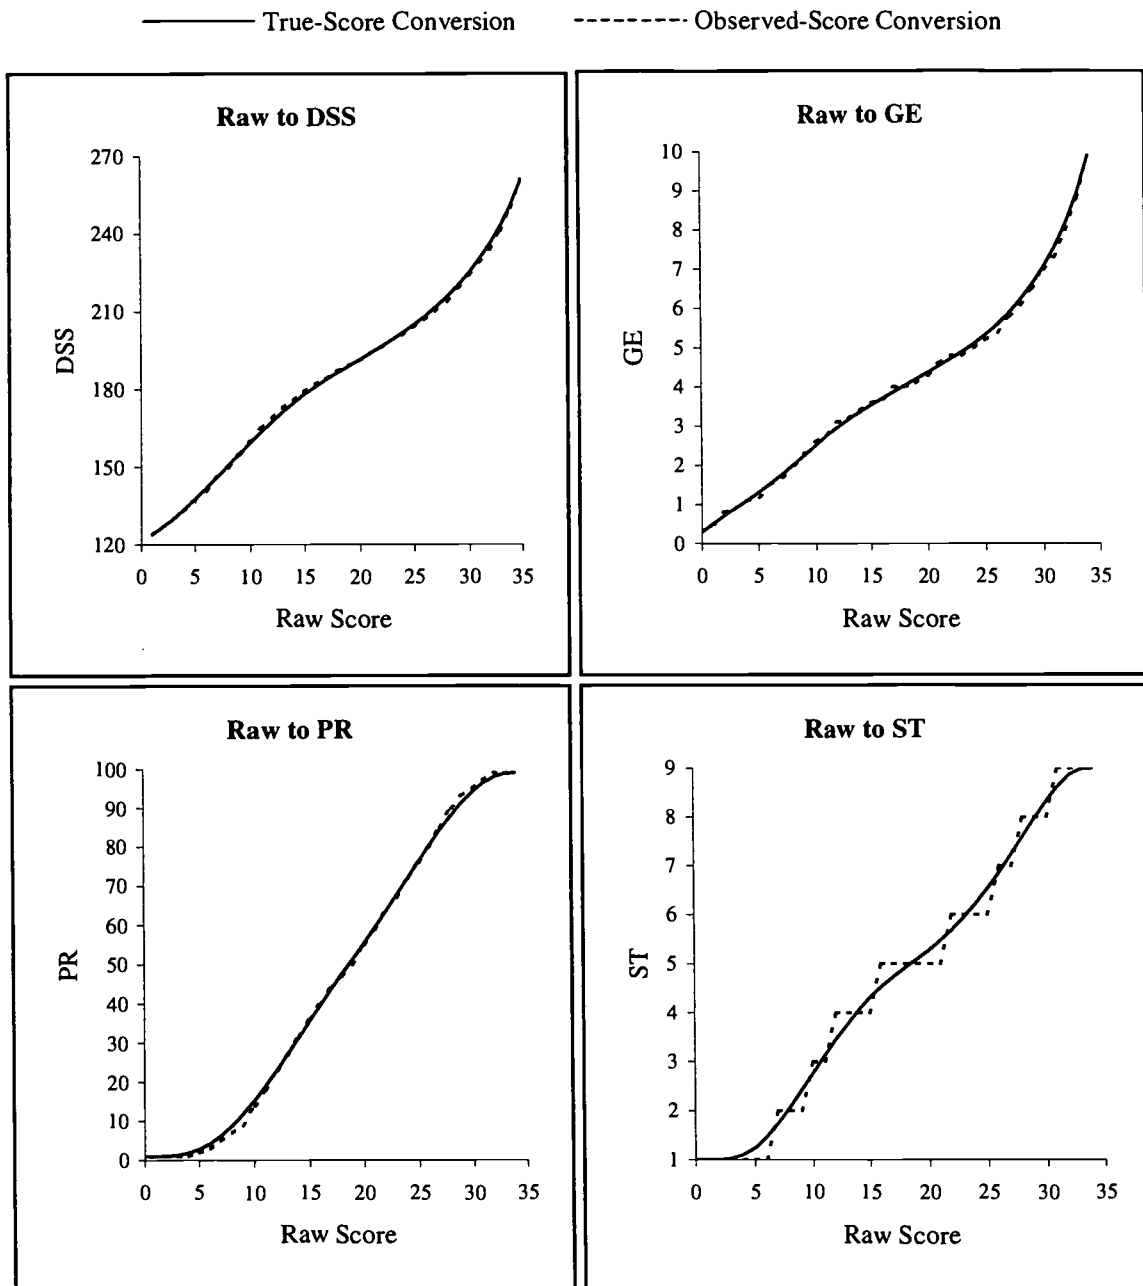 True-Score Conversion Observed-Score Conversion
Raw to DSS
270
240
210
180
150
120
DSS
0 5 10 15 20 25 30 35
Raw Score
Raw to GE
10
9
8
7
6
5
4
3
2
1
0
GE
0 5 10 15 20 25 30 35
Raw Score
Raw to PR
100
90
80
70
60
50
40
30
20
10
0
PR
0 5 10 15 20 25 30 35
Raw Score
Raw to ST
9
8
7
6
5
4
3
2
1
ST
0 5 10 15 20 25 30 35
Raw Score